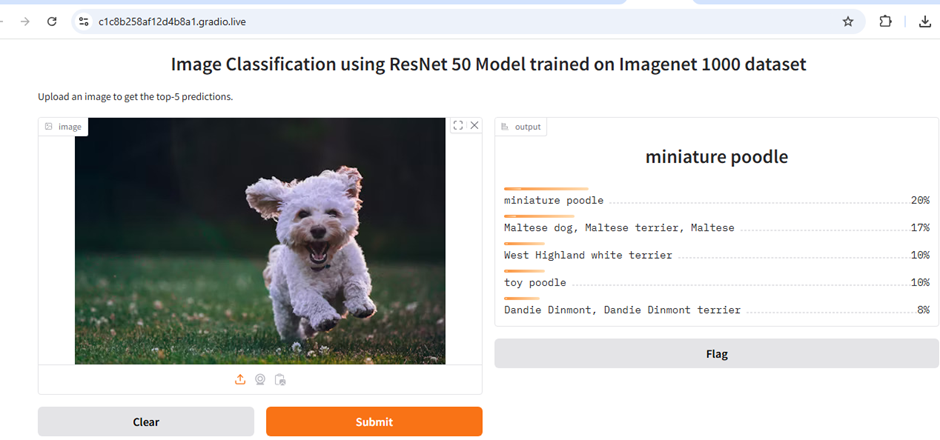 c1c8b258af12d4b8a1.gradio.live
Image Classification using ResNet 50 Model trained on Imagenet 1000 dataset
Upload an image to get the top-5 predictions.
image
output
miniature poodle
miniature poodle 20%
Maltese dog, Maltese terrier, Maltese 17%
West Highland white terrier 10%
toy poodle 10%
Dandie Dinmont, Dandie Dinmont terrier 8%
Flag
Clear
Submit